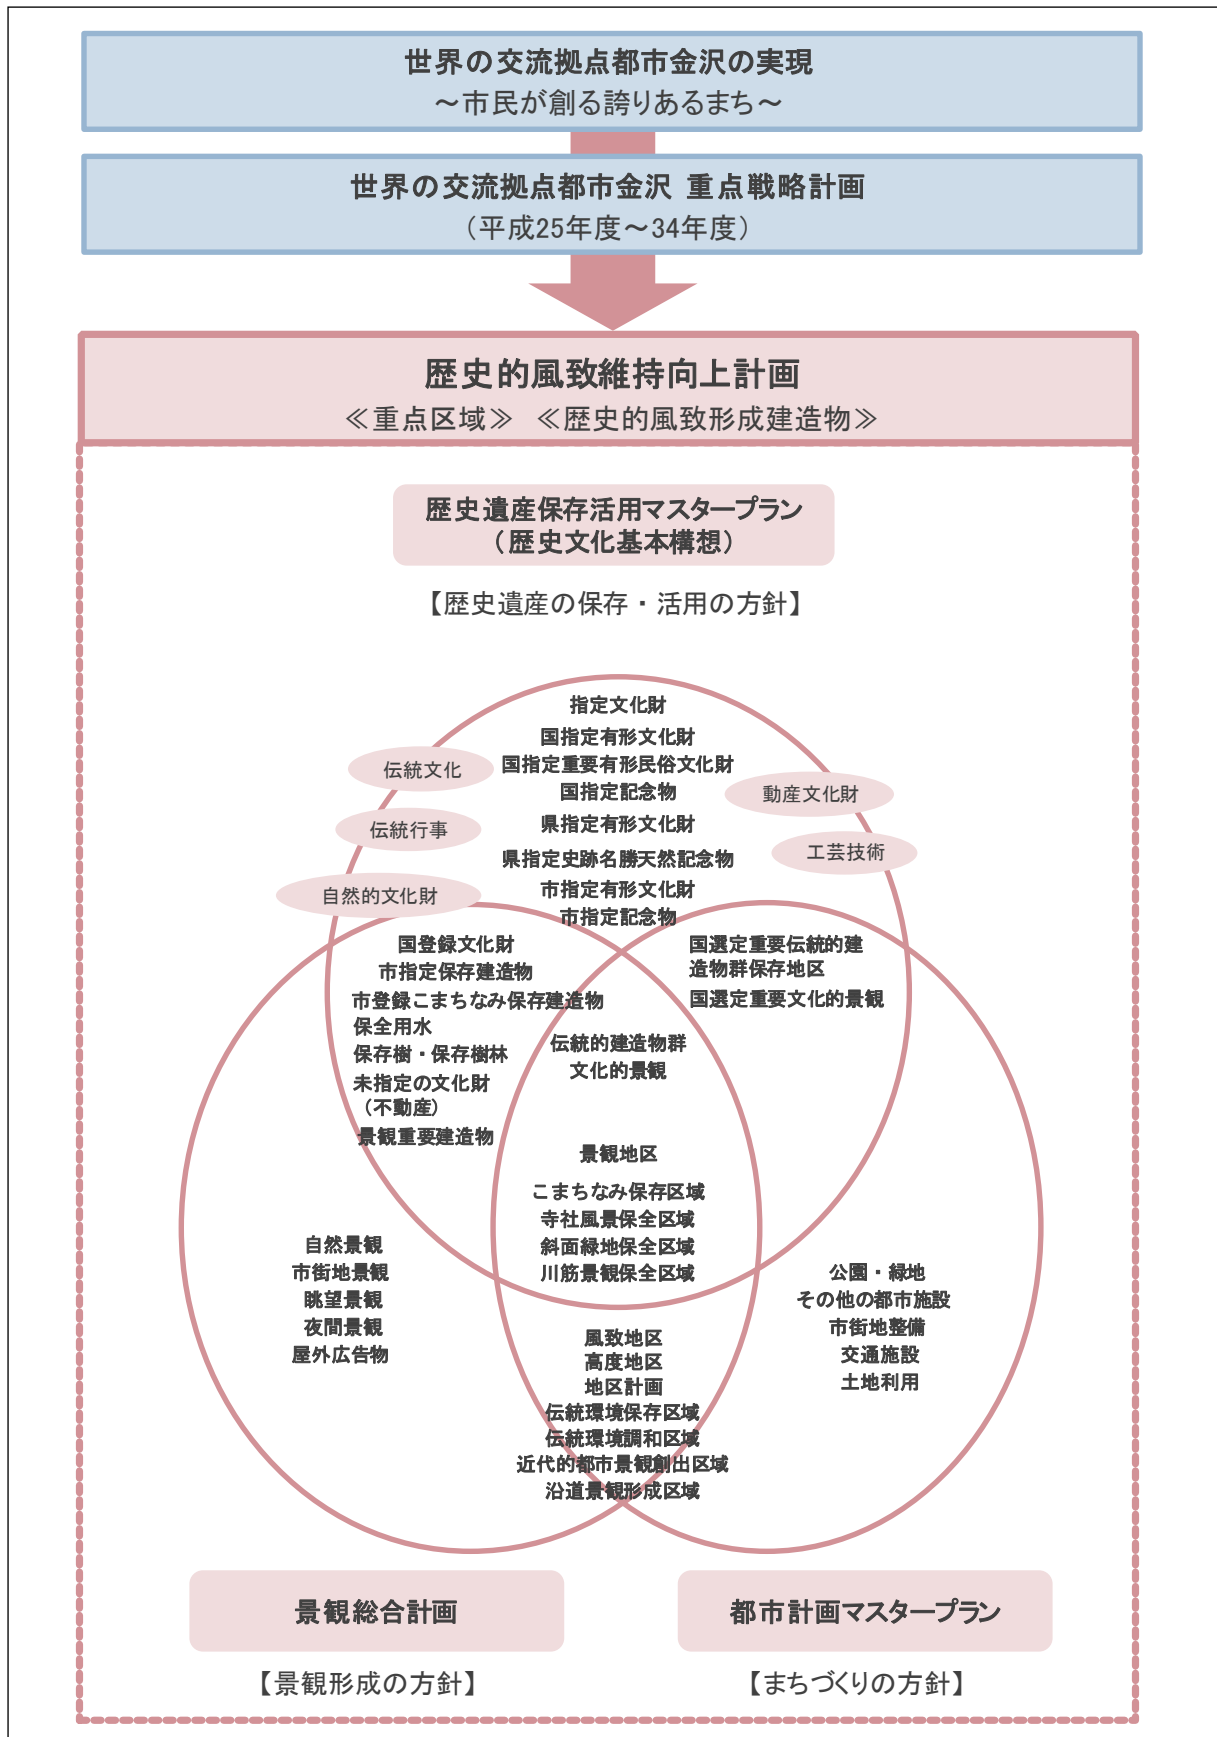 世界の交流拠点都市金沢の実現
～市民が創る誇りあるまち～
世界の交流拠点都市金沢 重点戦略計画
（平成25年度～34年度）
歴史的風致維持向上計画
≪重点区域≫ ≪歴史的風致形成建造物≫
歴史遺産保存活用マスタープラン
（歴史文化基本構想）
【歴史遺産の保存・活用の方針】
指定文化財
国指定有形文化財
国指定重要有形民俗文化財
国指定記念物
県指定有形文化財
県指定史跡名勝天然記念物
市指定有形文化財
市指定記念物
伝統文化
伝統行事
自然的文化財
動産文化財
工芸技術
国登録文化財
市指定保存建造物
市登録こまちなみ保存建造物
保全用水
保存樹・保存樹林
未指定の文化財
（不動産）
景観重要建造物
国選定重要伝統的建
造物群保存地区
国選定重要文化的景観
伝統的建造物群
文化的景観
景観地区
こまちなみ保存区域
寺社風景保全区域
斜面緑地保全区域
川筋景観保全区域
自然景観
市街地景観
眺望景観
夜間景観
屋外広告物
公園・緑地
その他の都市施設
市街地整備
交通施設
土地利用
風致地区
高度地区
地区計画
伝統環境保存区域
伝統環境調和区域
近代的都市景観創出区域
沿道景観形成区域
景観総合計画
【景観形成の方針】
都市計画マスタープラン
【まちづくりの方針】